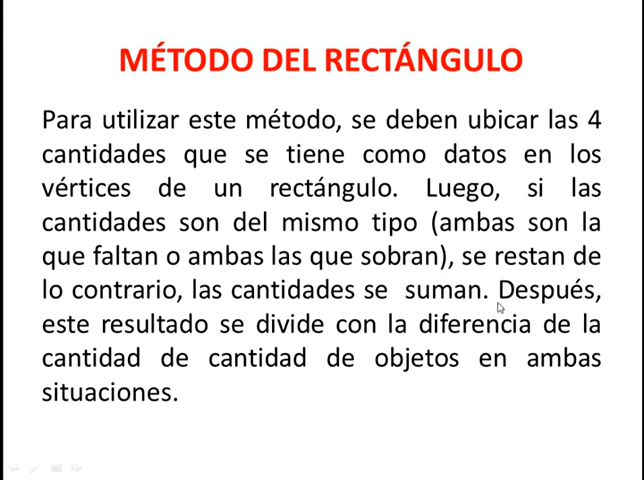 MÉTODO DEL RECTÁNGULO
Para utilizar este método, se deben ubicar las 4
cantidades que se tiene como datos en los
vértices de un rectángulo. Luego, si las
cantidades son del mismo tipo (ambas son la
que faltan o ambas las que sobran), se restan de
lo contrario, las cantidades se suman. Después,
este resultado se divide con la diferencia de la
cantidad de cantidad de objetos en ambas
situaciones.